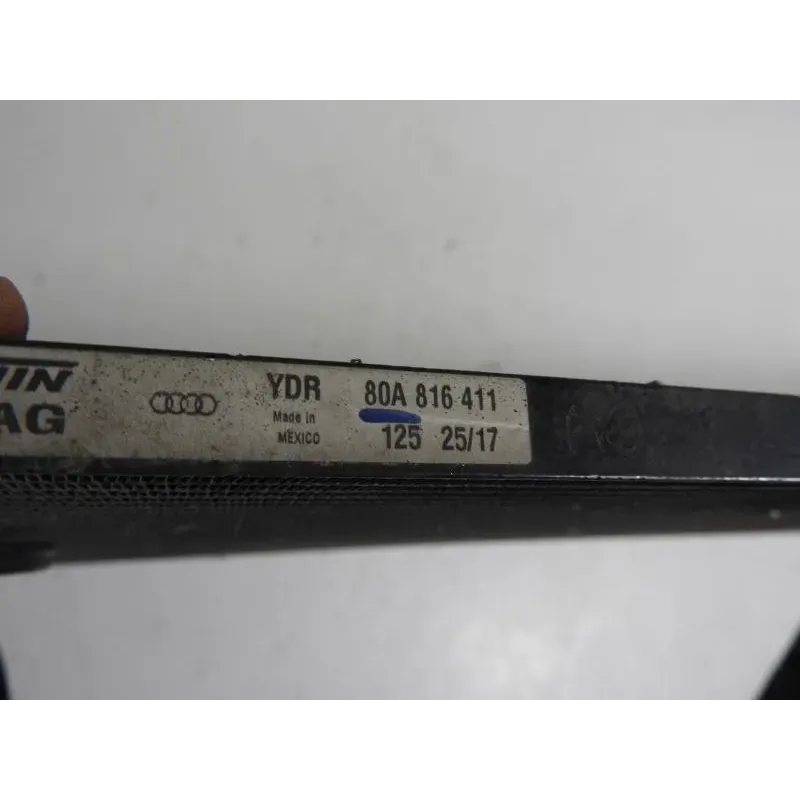 AG
YDR 80A 816 411
Made in
MEXICO
125 25/17